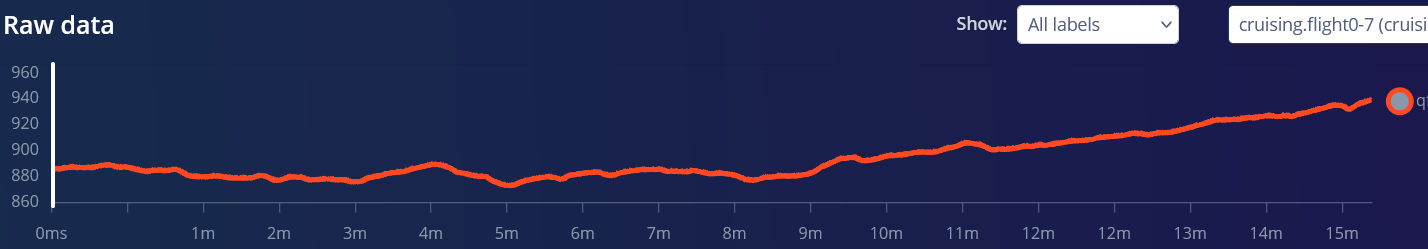 Raw data
Show:
All labels
cruising.flight0-7 (cruisi
960
940
920
900
880
860
0ms 1m 2m 3m 4m 5m 6m 7m 8m 9m 10m 11m 12m 12m 13m 14m 15m